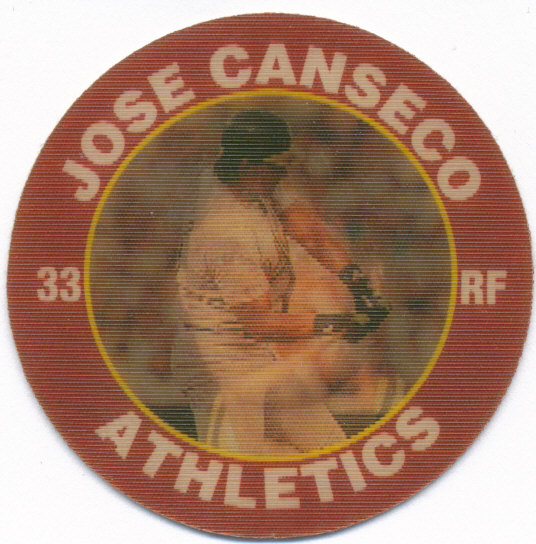 JOSE CANSECO
33
RF
ATHLETICS